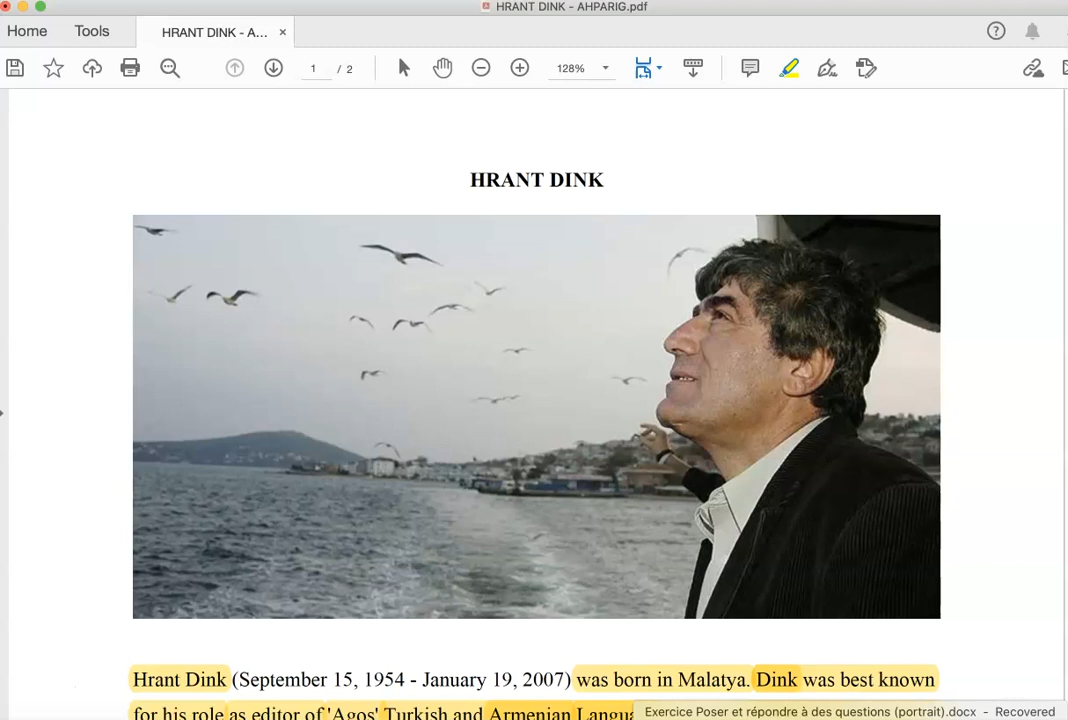 HRANT DINK - AHPARIG.pdf
Home Tools HRANT DINK - A... ×
1 / 2 128%
HRANT DINK
Hrant Dink (September 15, 1954 - January 19, 2007) was born in Malatya. Dink was best known
for his role as editor of 'Agos' Turkish and Armenian
Exercice Poser et répondre à des questions (portrait).docx - Recovered